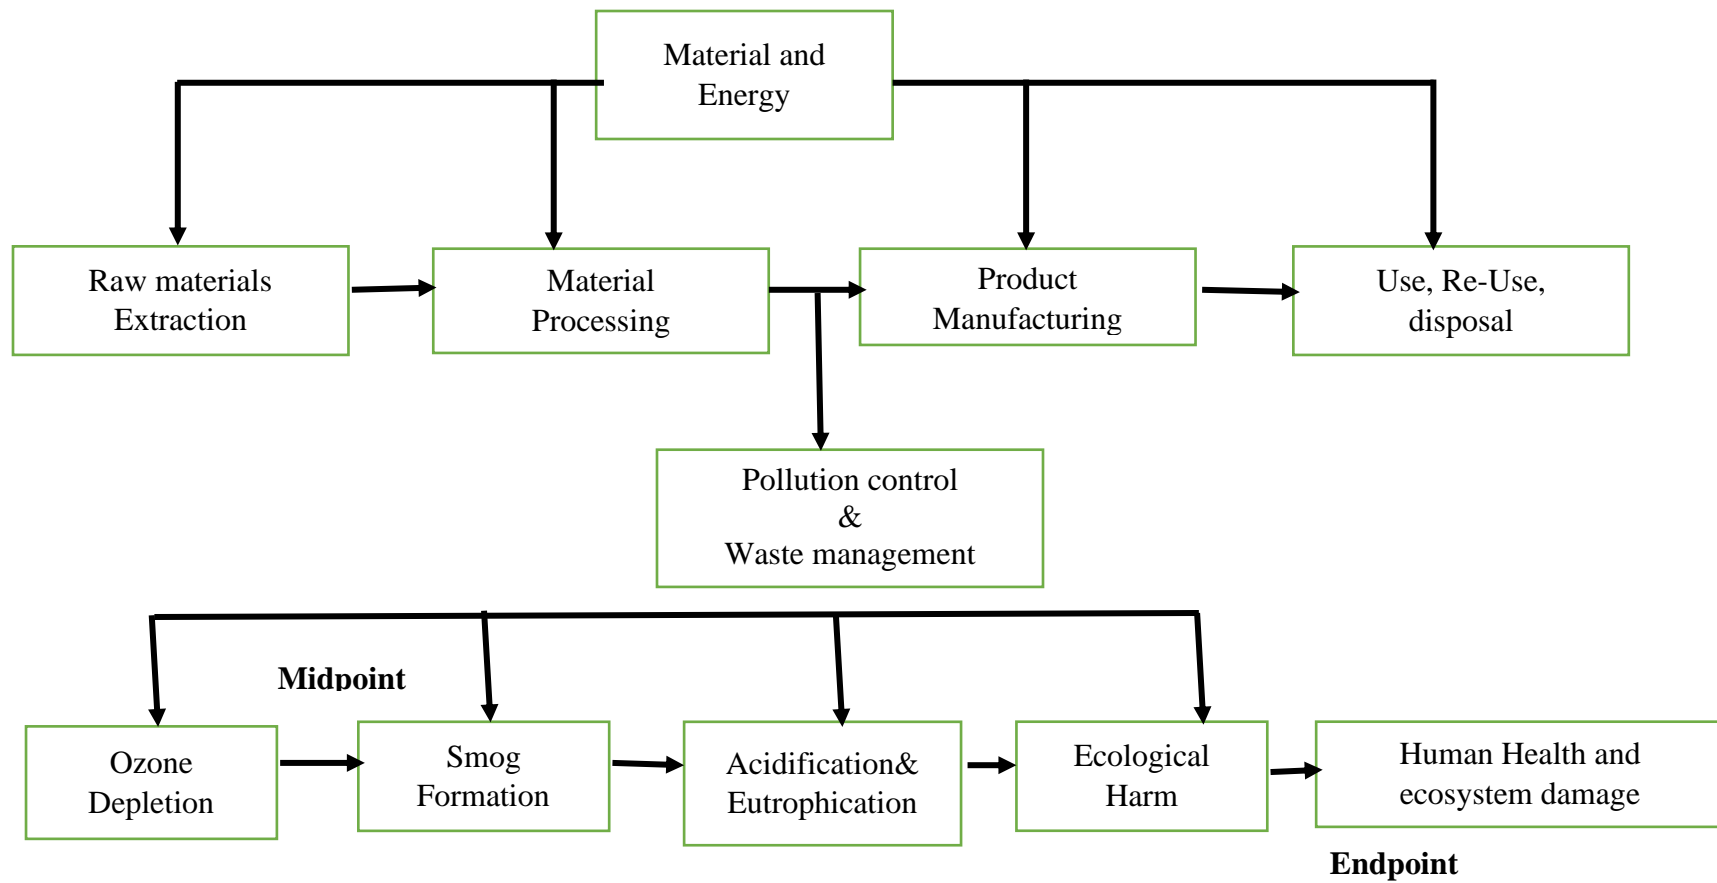 Material and
Energy
Raw materials
Extraction
Material
Processing
Product
Manufacturing
Use, Re-Use,
disposal
Pollution control
&
Waste management
Midpoint
Ozone
Depletion
Smog
Formation
Acidification&
Eutrophication
Ecological
Harm
Human Health and
ecosystem damage
Endpoint